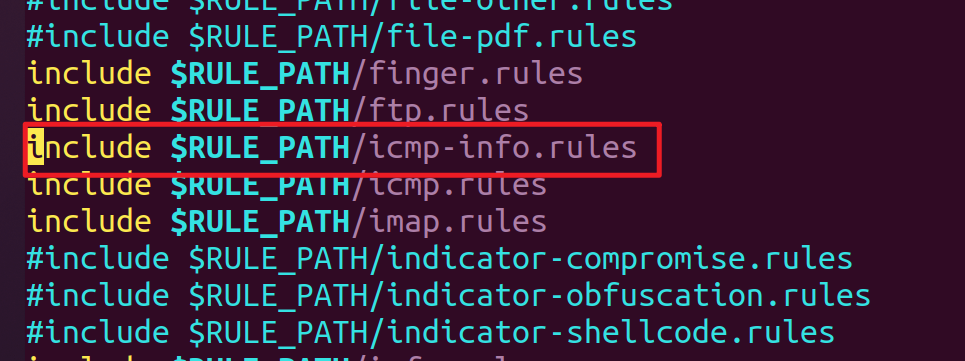 #include $RULE_PATH/file-other.rules
#include $RULE_PATH/file-pdf.rules
include $RULE_PATH/finger.rules
include $RULE_PATH/ftp.rules
include $RULE_PATH/icmp-info.rules
include $RULE_PATH/icmp.rules
include $RULE_PATH/imap.rules
#include $RULE_PATH/indicator-compromise.rules
#include $RULE_PATH/indicator-obfuscation.rules
#include $RULE_PATH/indicator-shellcode.rules